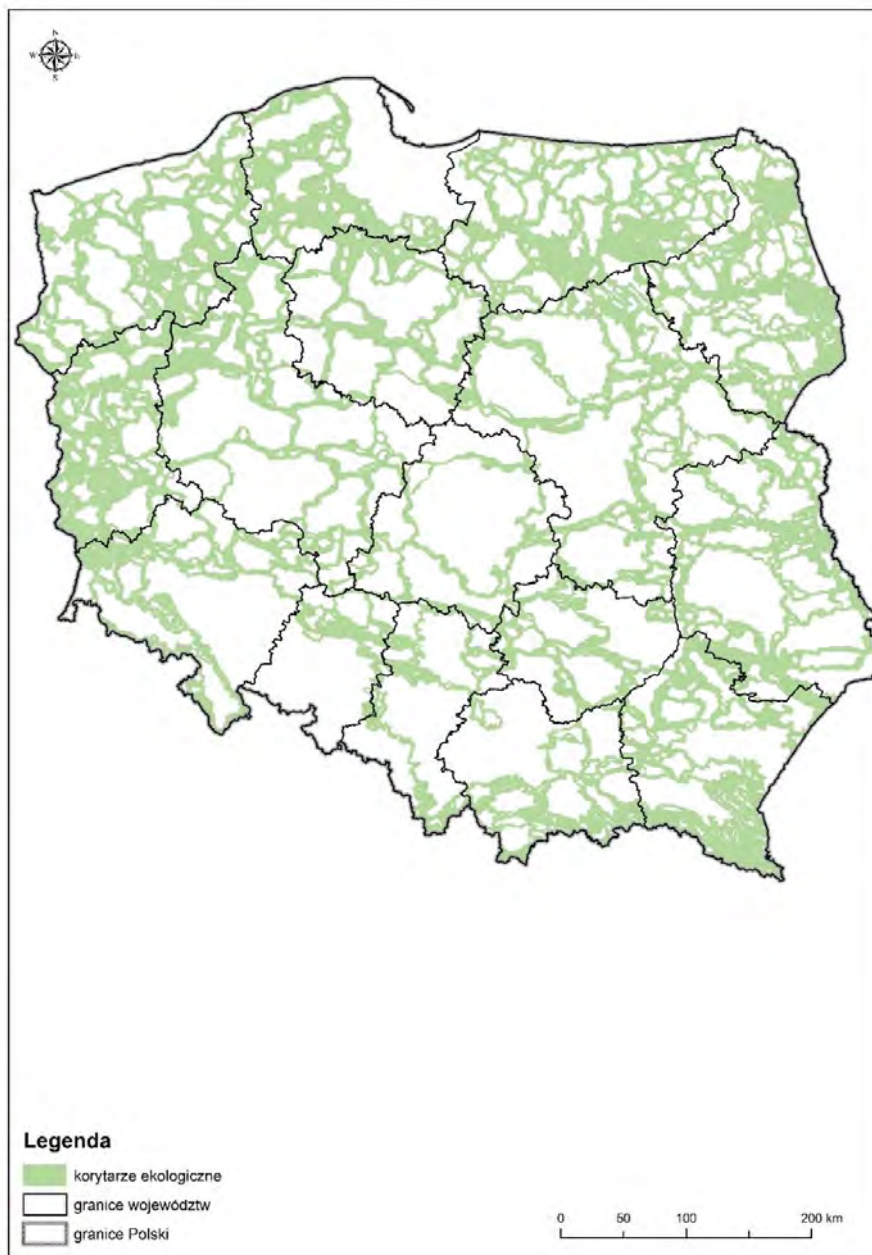 N
W E
S
Legenda
korytarze ekologiczne
granice województw
granice Polski
0 50 100 200 km